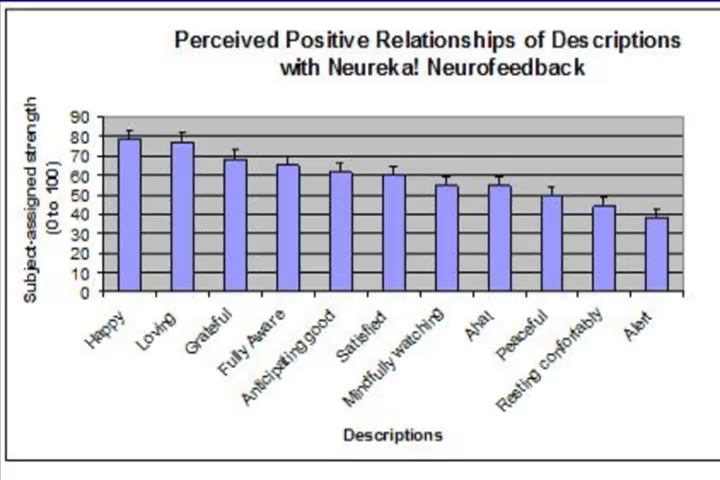 Perceived Positive Relationships of Descriptions
with Neureka! Neurofeedback
Subject-assigned strength
(0 to 100)
90
80
70
60
50
40
30
20
10
0
Happy
Loving
Grateful
Fully Aware
Anticipating good
Satisfied
Mindfully watching
Aha!
Peaceful
Resting confortably
Alert
Descriptions